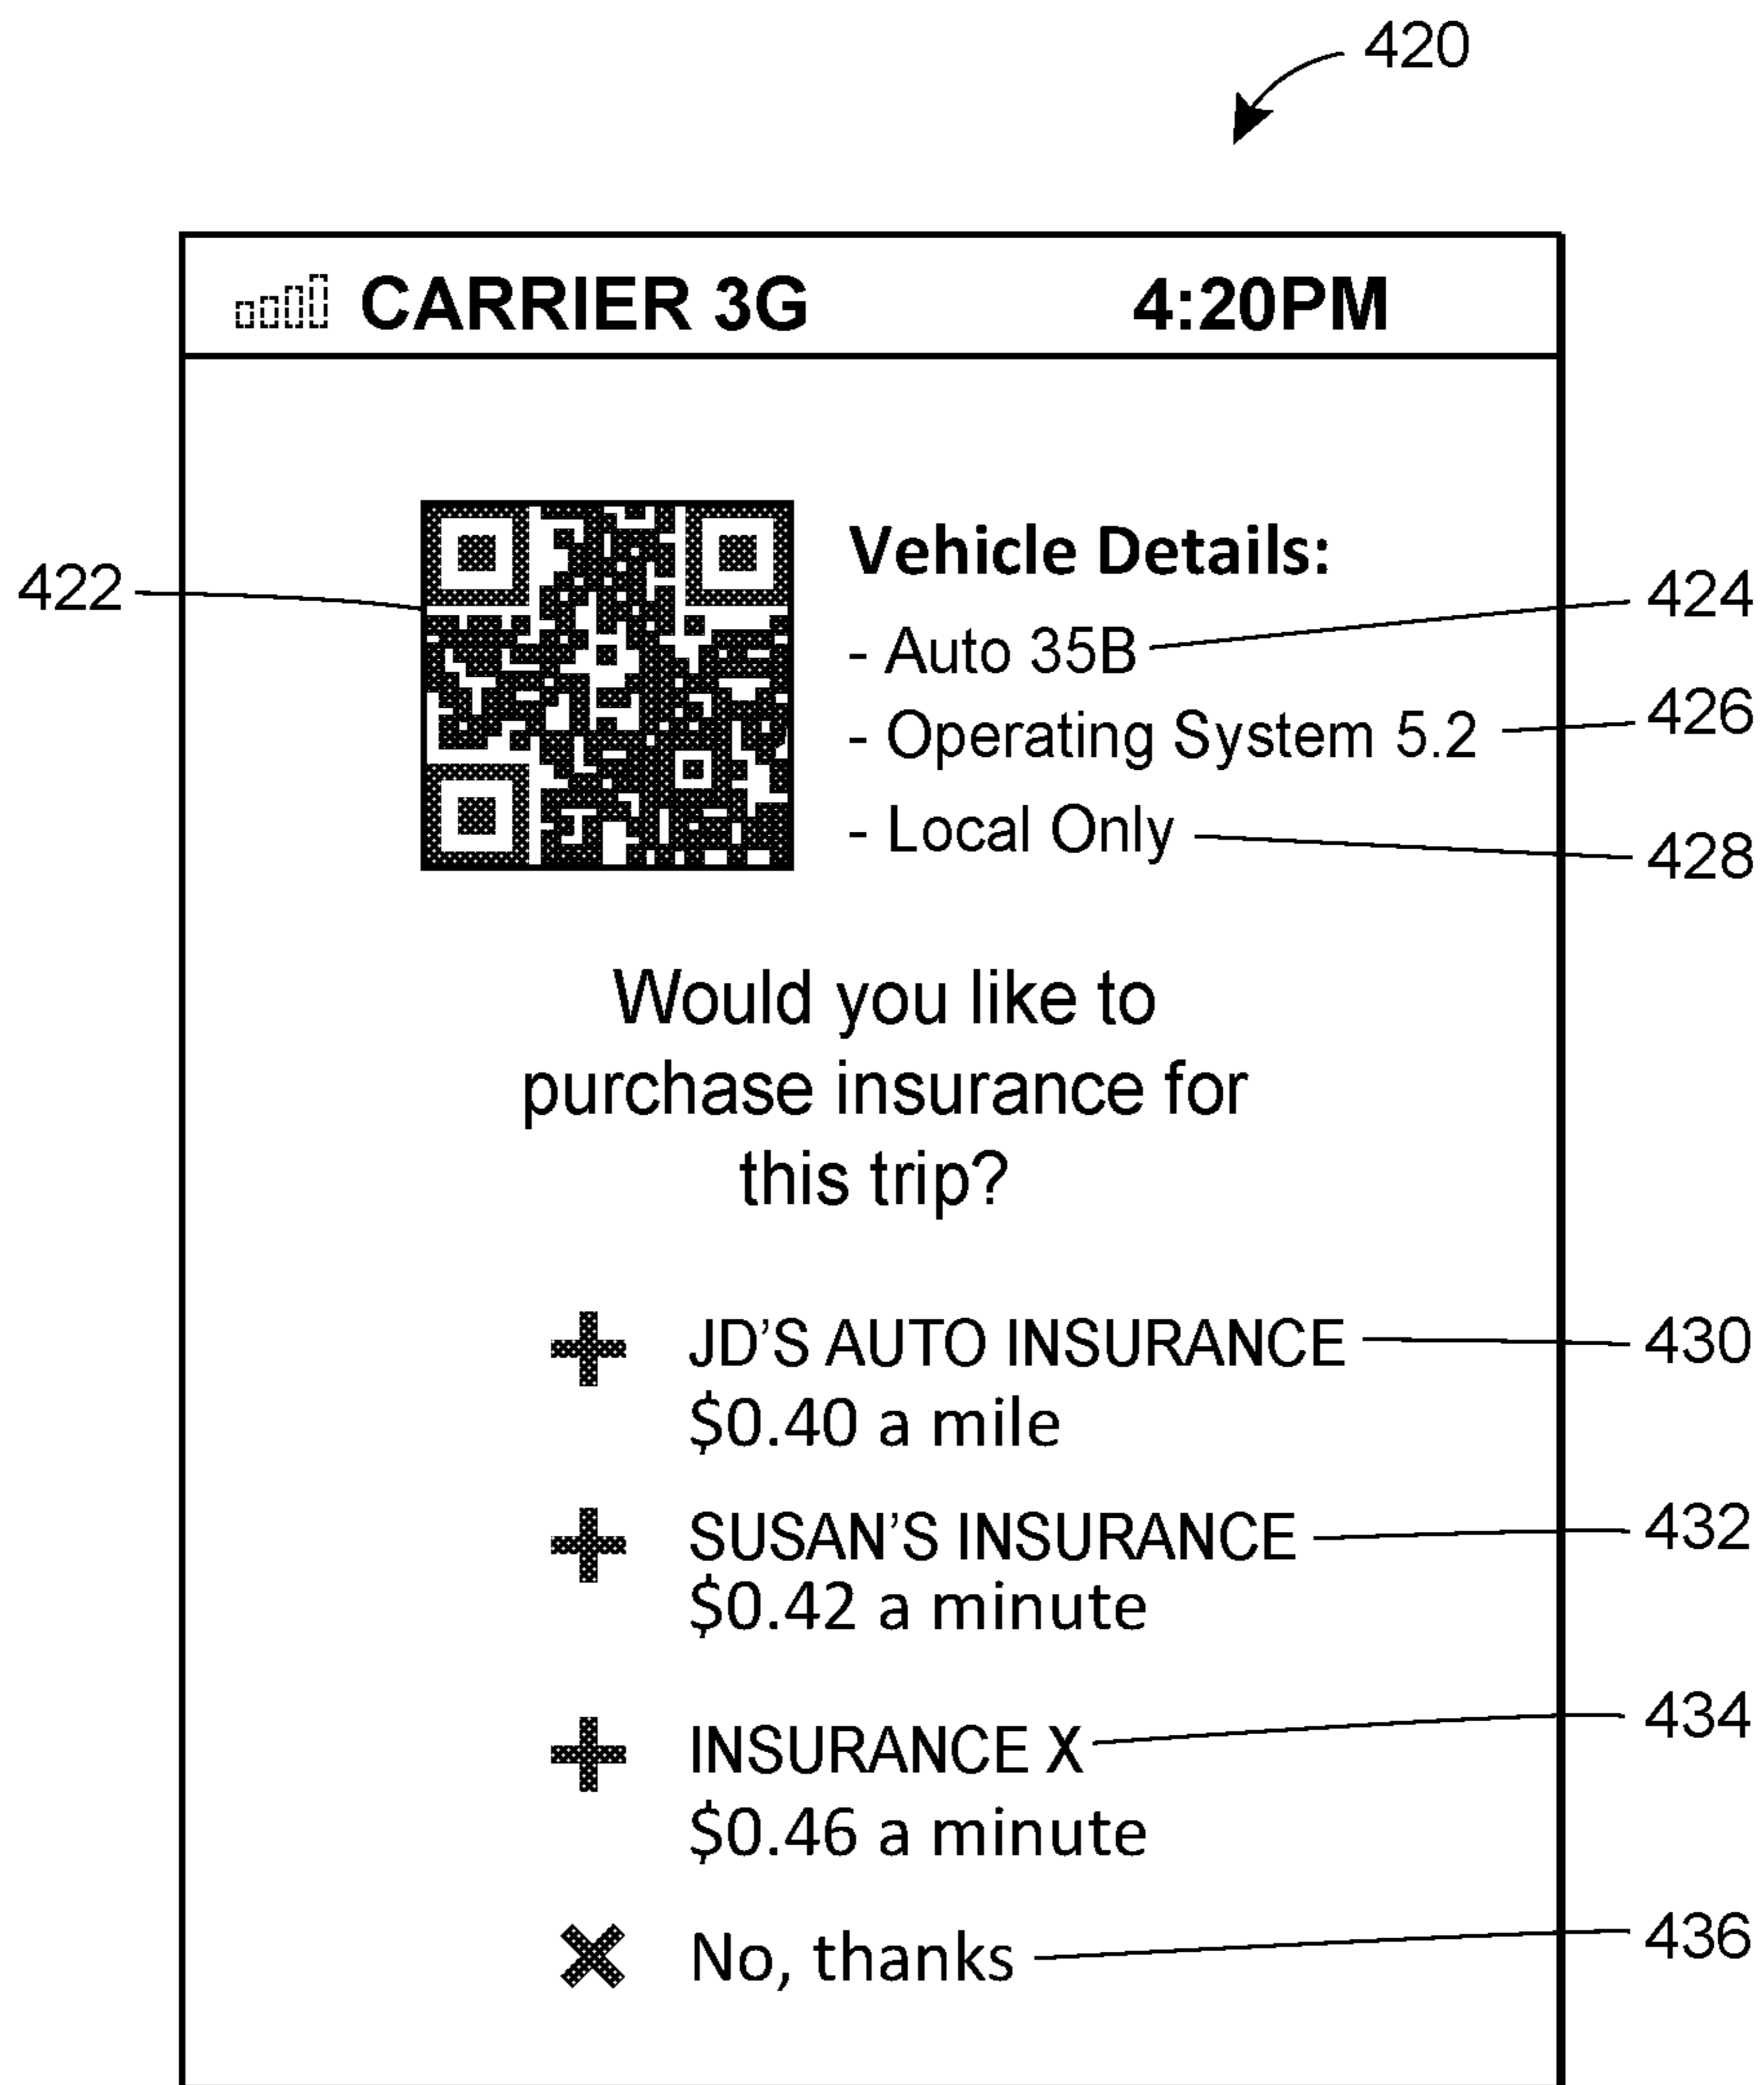 420
CARRIER 3G 4:20PM
422
Vehicle Details:
- Auto 35B
424
- Operating System 5.2
426
- Local Only
428
Would you like to
purchase insurance for
this trip?
JD'S AUTO INSURANCE
430
$0.40 a mile
SUSAN'S INSURANCE
432
$0.42 a minute
INSURANCE X
434
$0.46 a minute
No, thanks
436